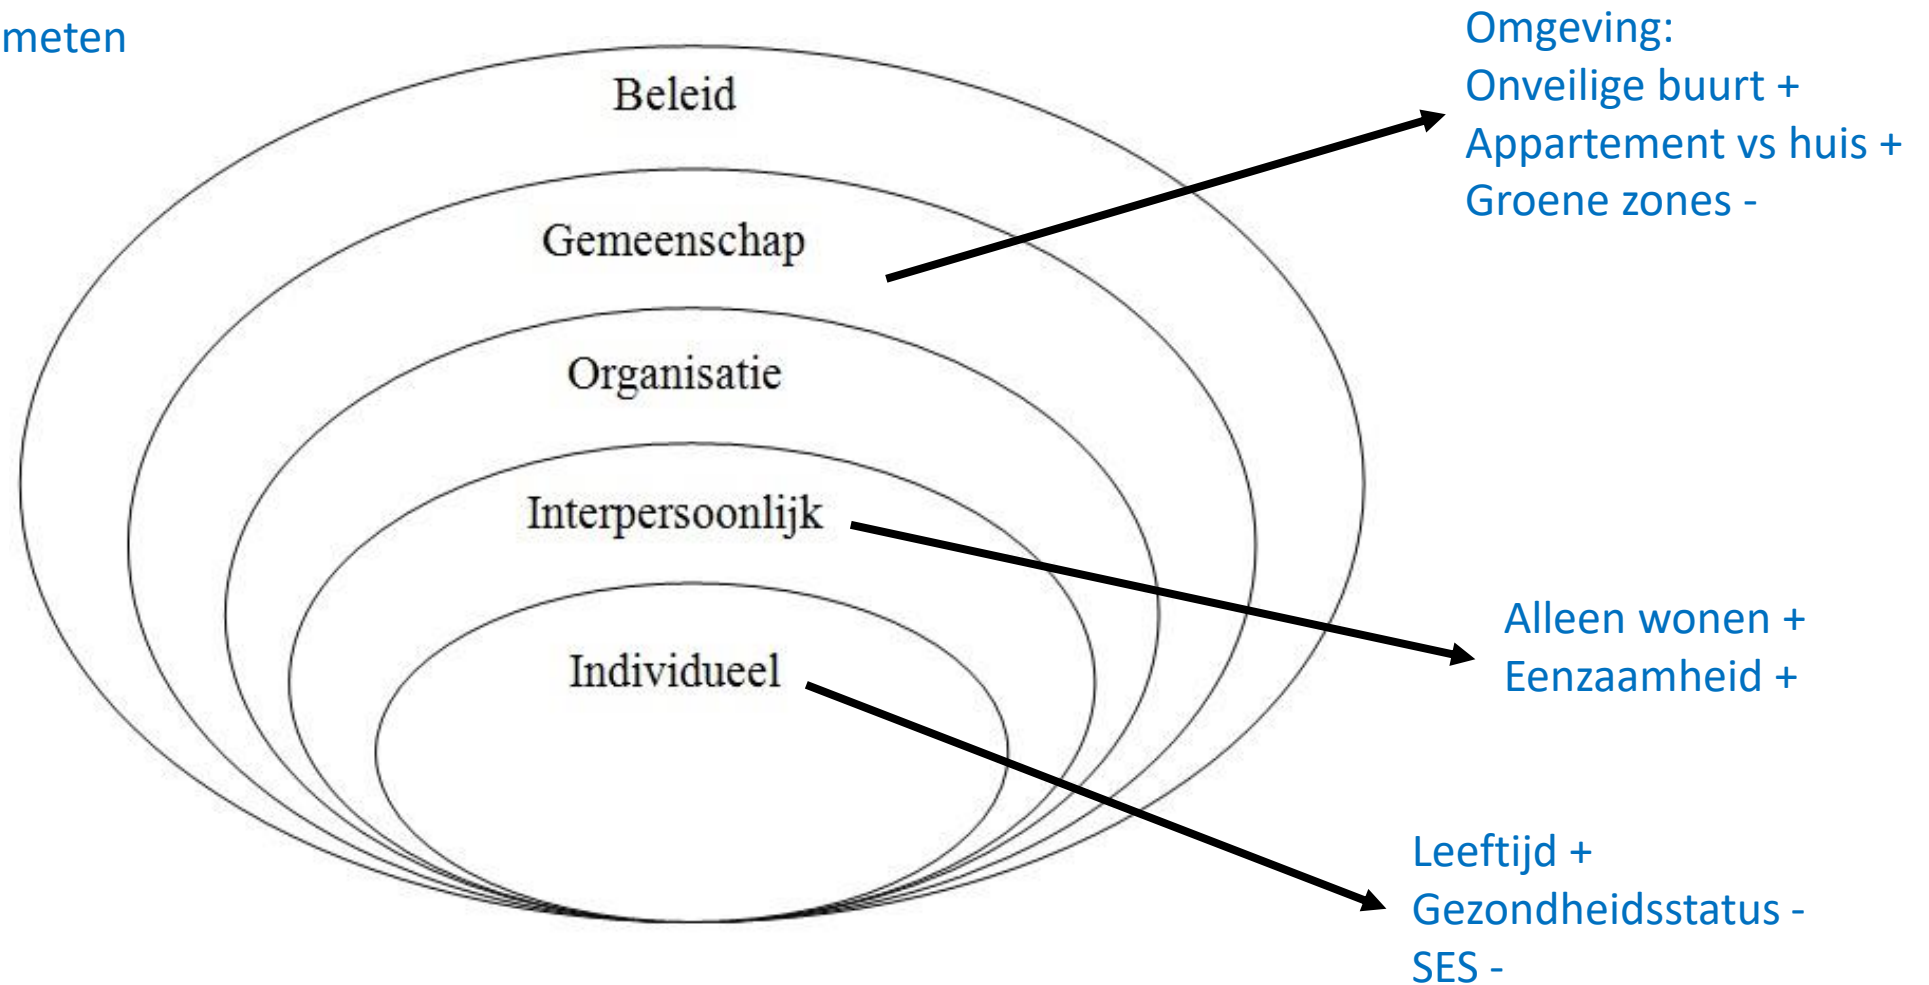 meten
Beleid
Gemeenschap
Organisatie
Interpersoonlijk
Individueel
Omgeving:
Onveilige buurt +
Appartement vs huis +
Groene zones -
Alleen wonen +
Eenzaamheid +
Leeftijd +
Gezondheidsstatus -
SES -